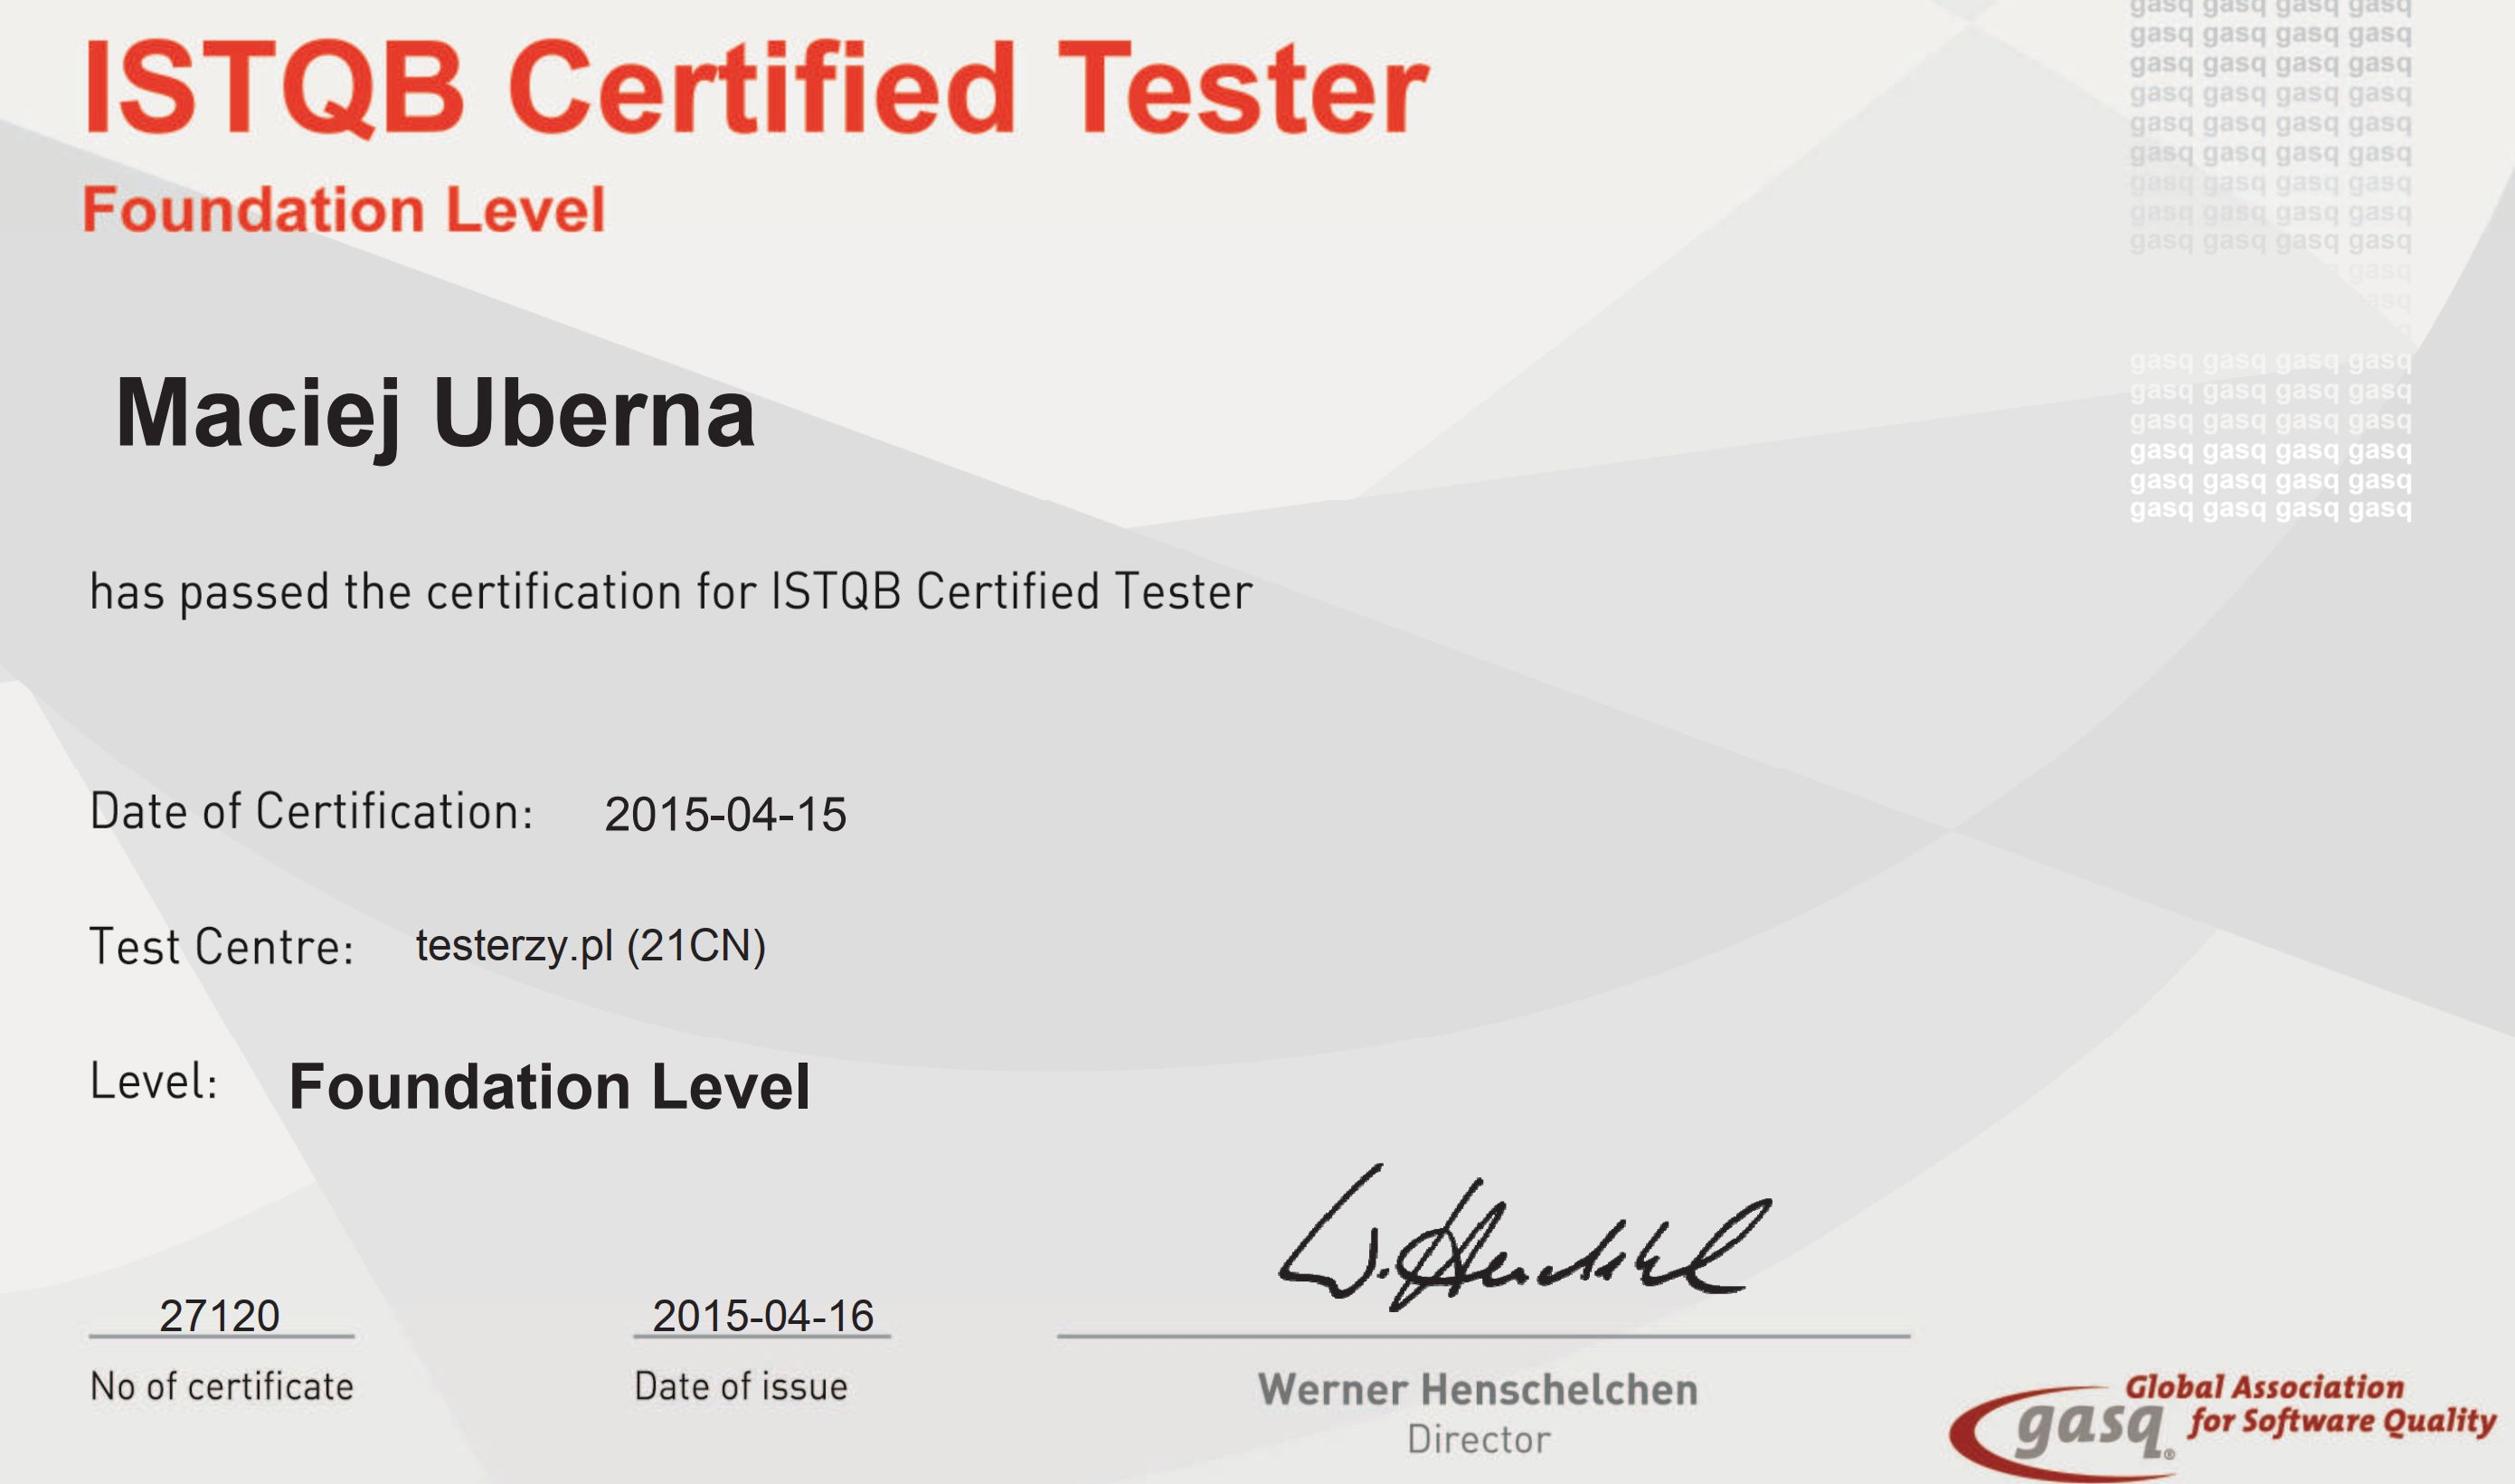 ISTQB Certified Tester
Foundation Level
gasq gasq gasq gasq
gasq gasq gasq gasq
gasq gasq gasq gasq
gasq gasq gasq gasq
gasq gasq gasq gasq
gasq gasq gasq gasq
gasq gasq gasq gasq
gasq gasq gasq gasq
gasq gasq gasq gasq
gasq
gasq gasq gasq gasq
gasq gasq gasq gasq
gasq gasq gasq gasq
gasq gasq gasq gasq
gasq gasq gasq gasq
gasq gasq gasq gasq
Maciej Uberna
has passed the certification for ISTQB Certified Tester
Date of Certification: 2015-04-15
Test Centre: testerzy.pl (21CN)
Level: Foundation Level
27120
No of certificate
2015-04-16
Date of issue
W. Henschel
Werner Henschelchen
Director
gasq®
Global Association
for Software Quality